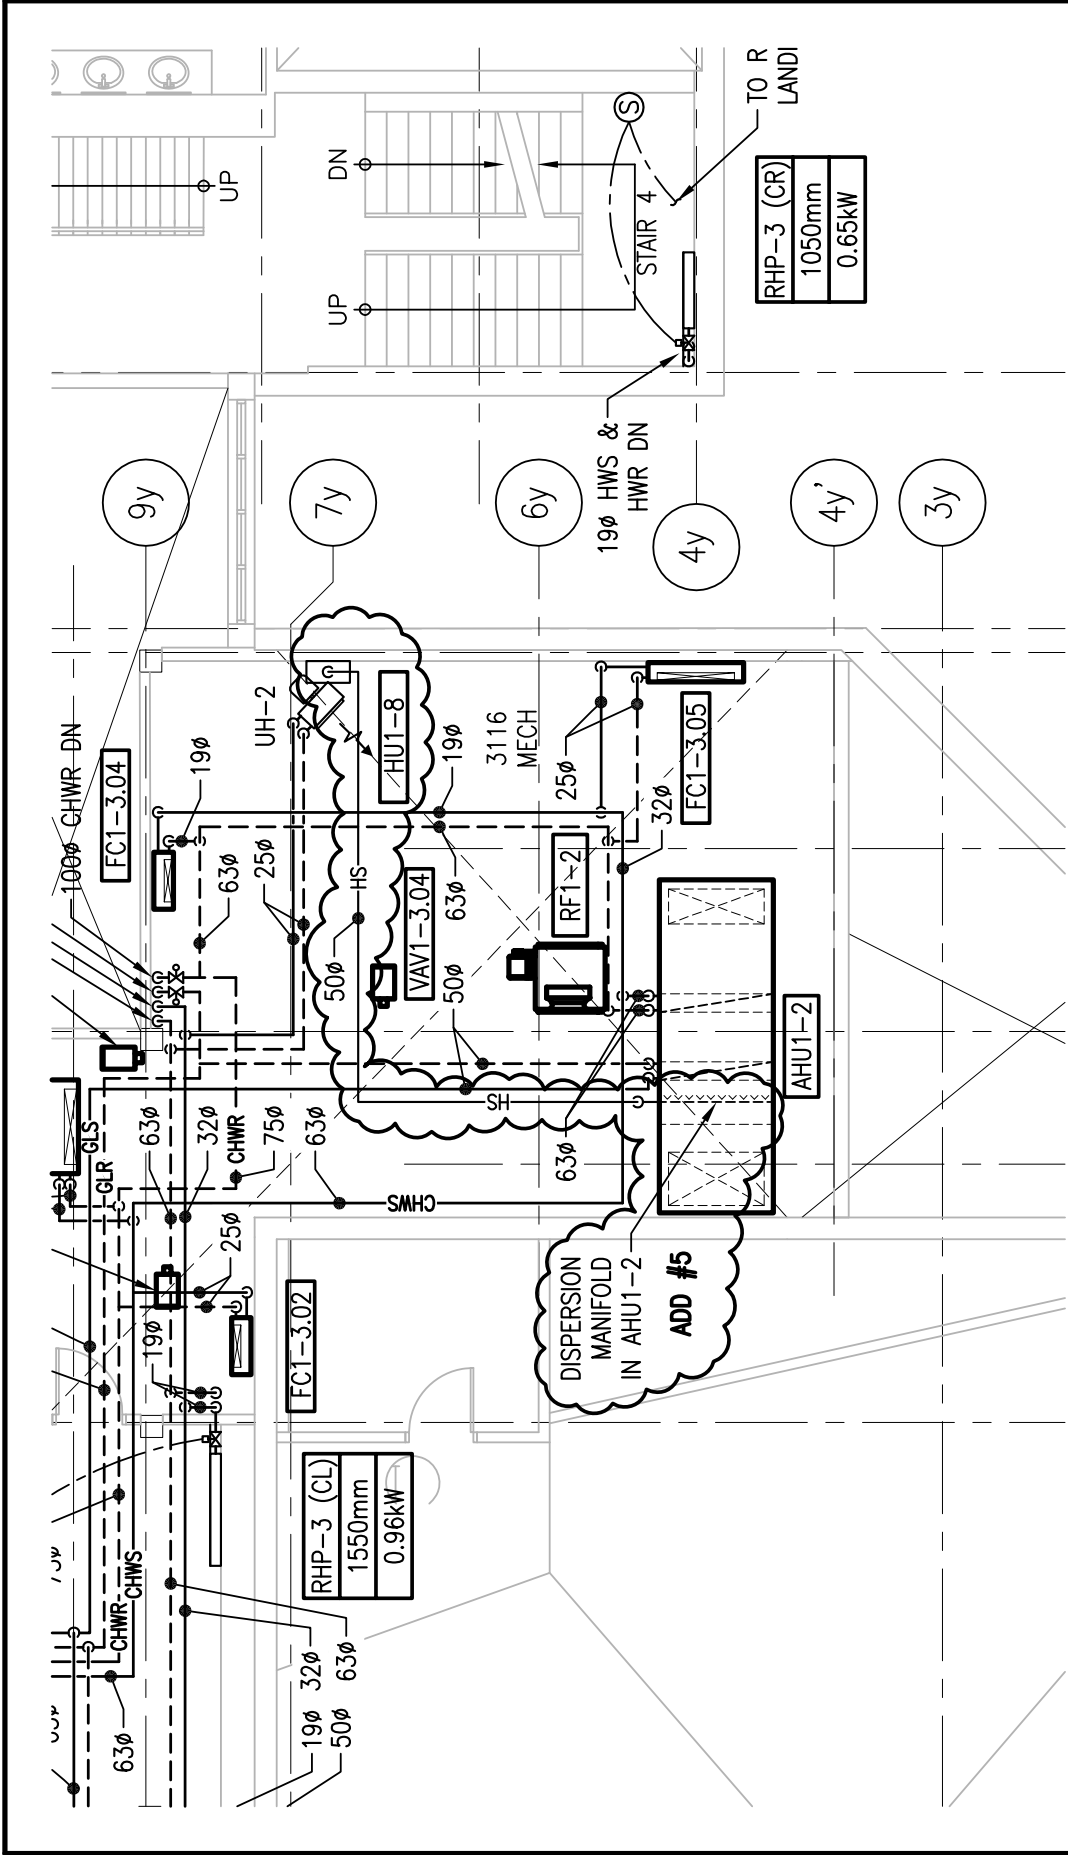 UP
DN
UP
STAIR 4
S
TO R
LANDI
RHP-3 (CR)
1050mm
0.65kW
19ø HWS &
HWR DN
9y
7y
6y
4y
4y'
3y
100ø CHWR DN
FC1-3.04
19ø
UH-2
HU1-8
19ø
3116
MECH
25ø
FC1-3.05
32ø
63ø
25ø
HS
50ø
VAV1-3.04
63ø
50ø
RF1-2
AHU1-2
GLS
GLR
63ø
32ø
CHWR
75ø
63ø
HS
63ø
CHWS
25ø
19ø
FC1-3.02
DISPERSION
MANIFOLD
IN AHU1-2
ADD #5
RHP-3 (CL)
1550mm
0.96kW
CHWR
CHWS
63ø
19ø
32ø
63ø
50ø